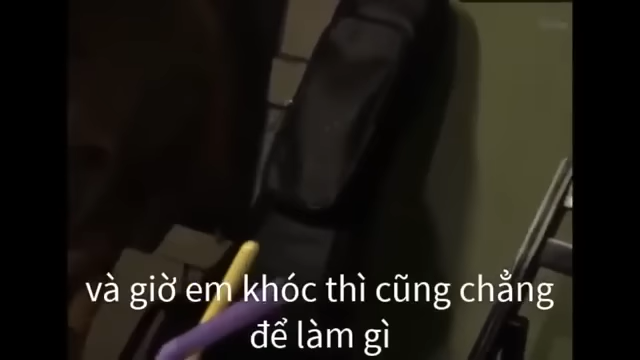 và giờ em khóc thì cũng chẳng
để làm gì